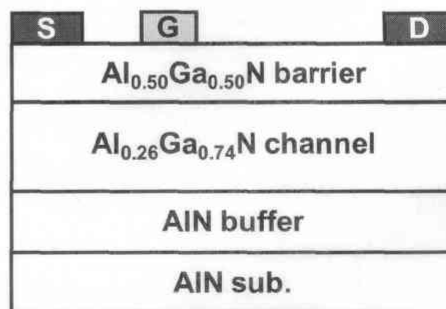 S G D
Al0.50Ga0.50N barrier
Al0.26Ga0.74N channel
AlN buffer
AlN sub.